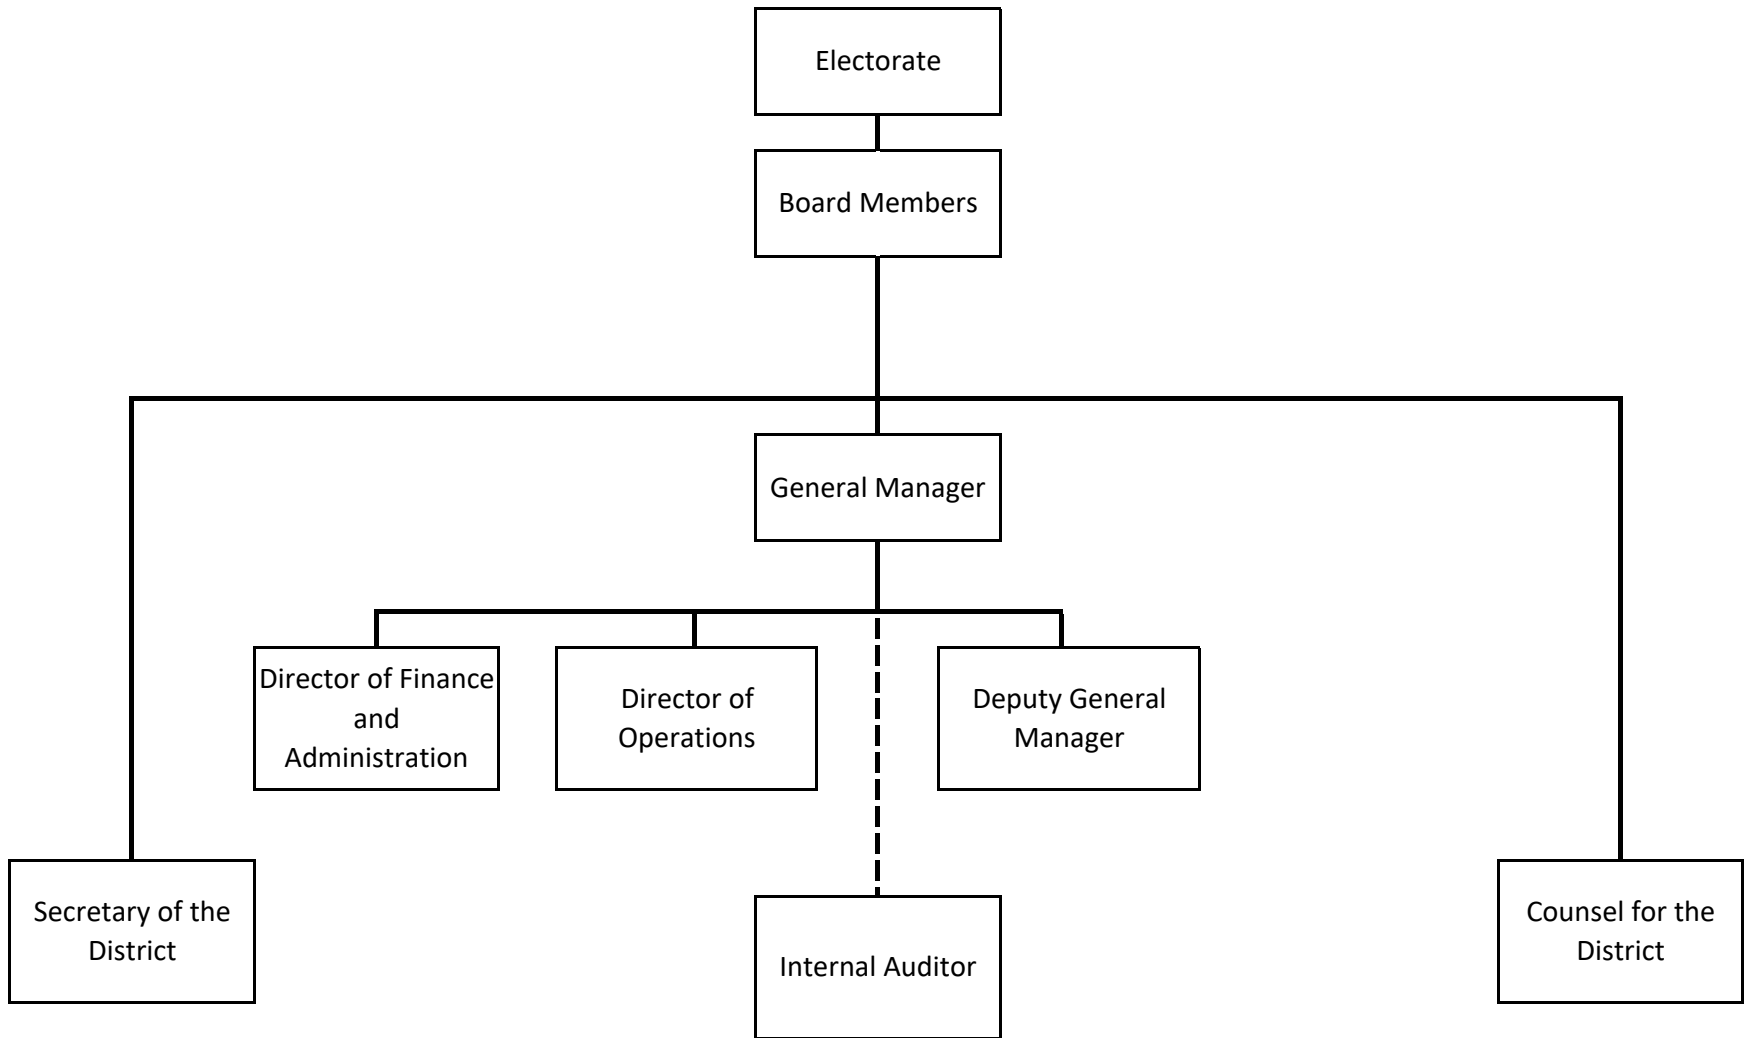 Electorate
Board Members
General Manager
Director of Finance
and
Administration
Director of
Operations
Deputy General
Manager
Secretary of the
District
Internal Auditor
Counsel for the
District